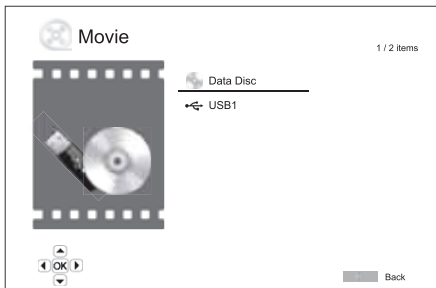 Movie
1 / 2 items
Data Disc
USB1
OK
Back